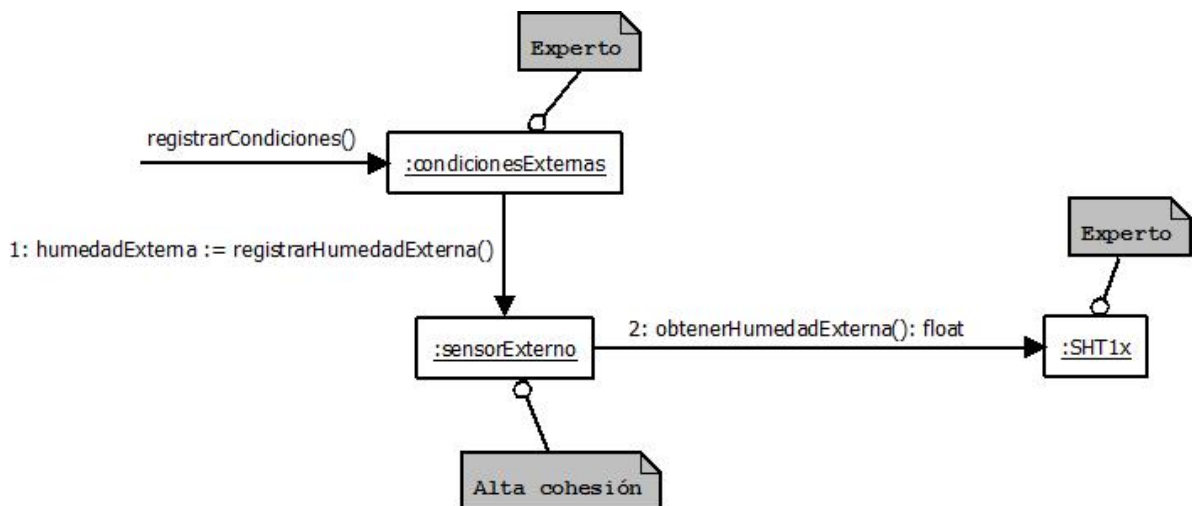 Experto
registrarCondiciones()
:condicionesExternas
Experto
1: humedadExterna := registrarHumedadExterna()
2: obtenerHumedadExterna(): float
:sensorExterno
:SHT1x
Alta cohesión